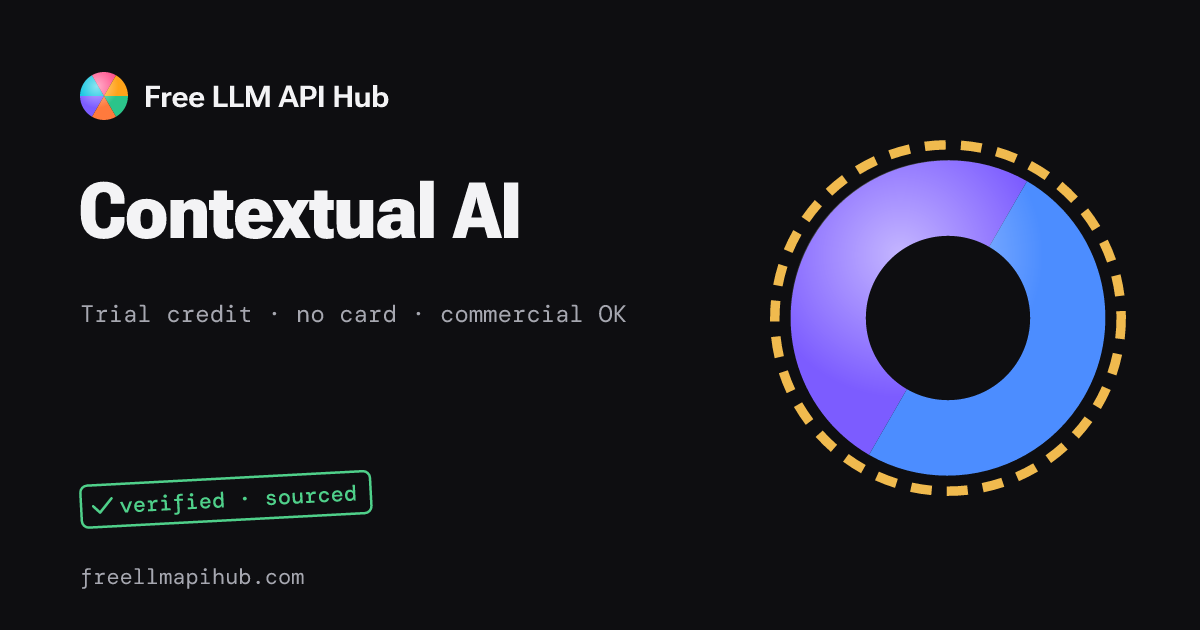 Free LLM API Hub
Contextual AI
Trial credit · no card · commercial OK
verified · sourced
freellmapihub.com